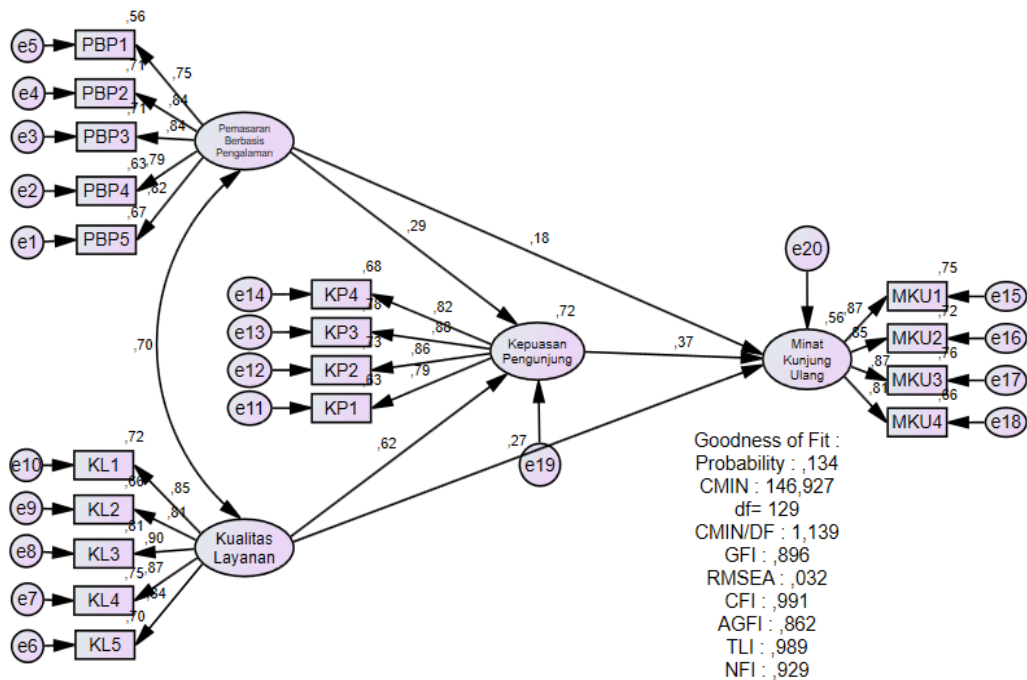 ,56
e5
PBP1
,75
,71
e4
PBP2
,84
,71
e3
PBP3
,84
,63
,79
e2
PBP4
,82
,67
e1
PBP5
Pemasaran
Berbasis
Pengalaman
,29
,18
,70
,68
e14
KP4
,82
,78
e13
KP3
,88
,73
e12
KP2
,86
,63
e11
KP1
,79
,72
Kepuasan
Pengunjung
e19
,37
,62
,27
e20
,56
Minat
Kunjung
Ulang
,75
,87
MKU1
e15
,72
,85
MKU2
e16
,76
,87
MKU3
e17
,66
,81
MKU4
e18
,72
e10
KL1
,85
,66
e9
KL2
,81
,81
e8
KL3
,90
,75
,87
e7
KL4
,84
,70
e6
KL5
Kualitas
Layanan
Goodness of Fit :
Probability : ,134
CMIN : 146,927
df= 129
CMIN/DF : 1,139
GFI : ,896
RMSEA : ,032
CFI : ,991
AGFI : ,862
TLI : ,989
NFI : ,929